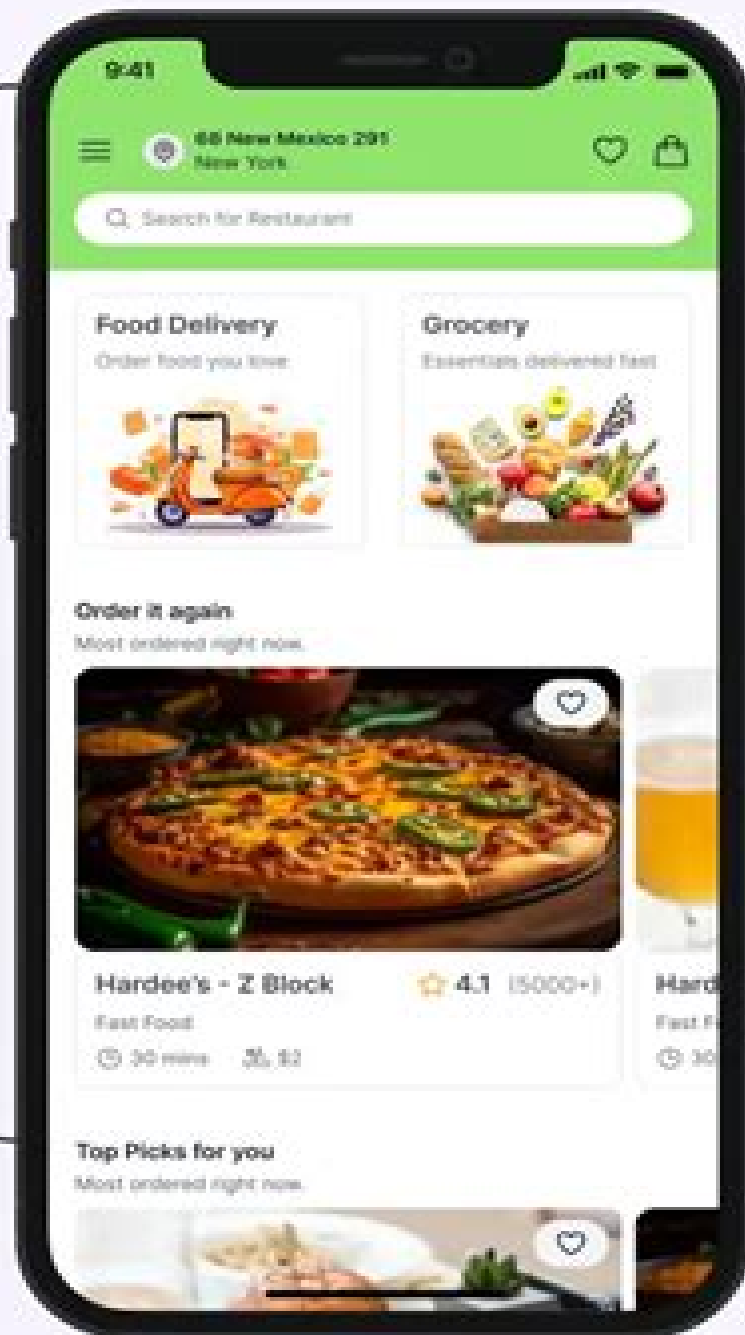 9:41
68 New Mexico 291
New York
Search for Restaurant
Food Delivery
Order food you love
Grocery
Essentials delivered fast
Order it again
Most ordered right now.
Hardee's - Z Block
4.1 (5000+)
Fast Food
30 mins
$2
Hard
Fast F
30
Top Picks for you
Most ordered right now.